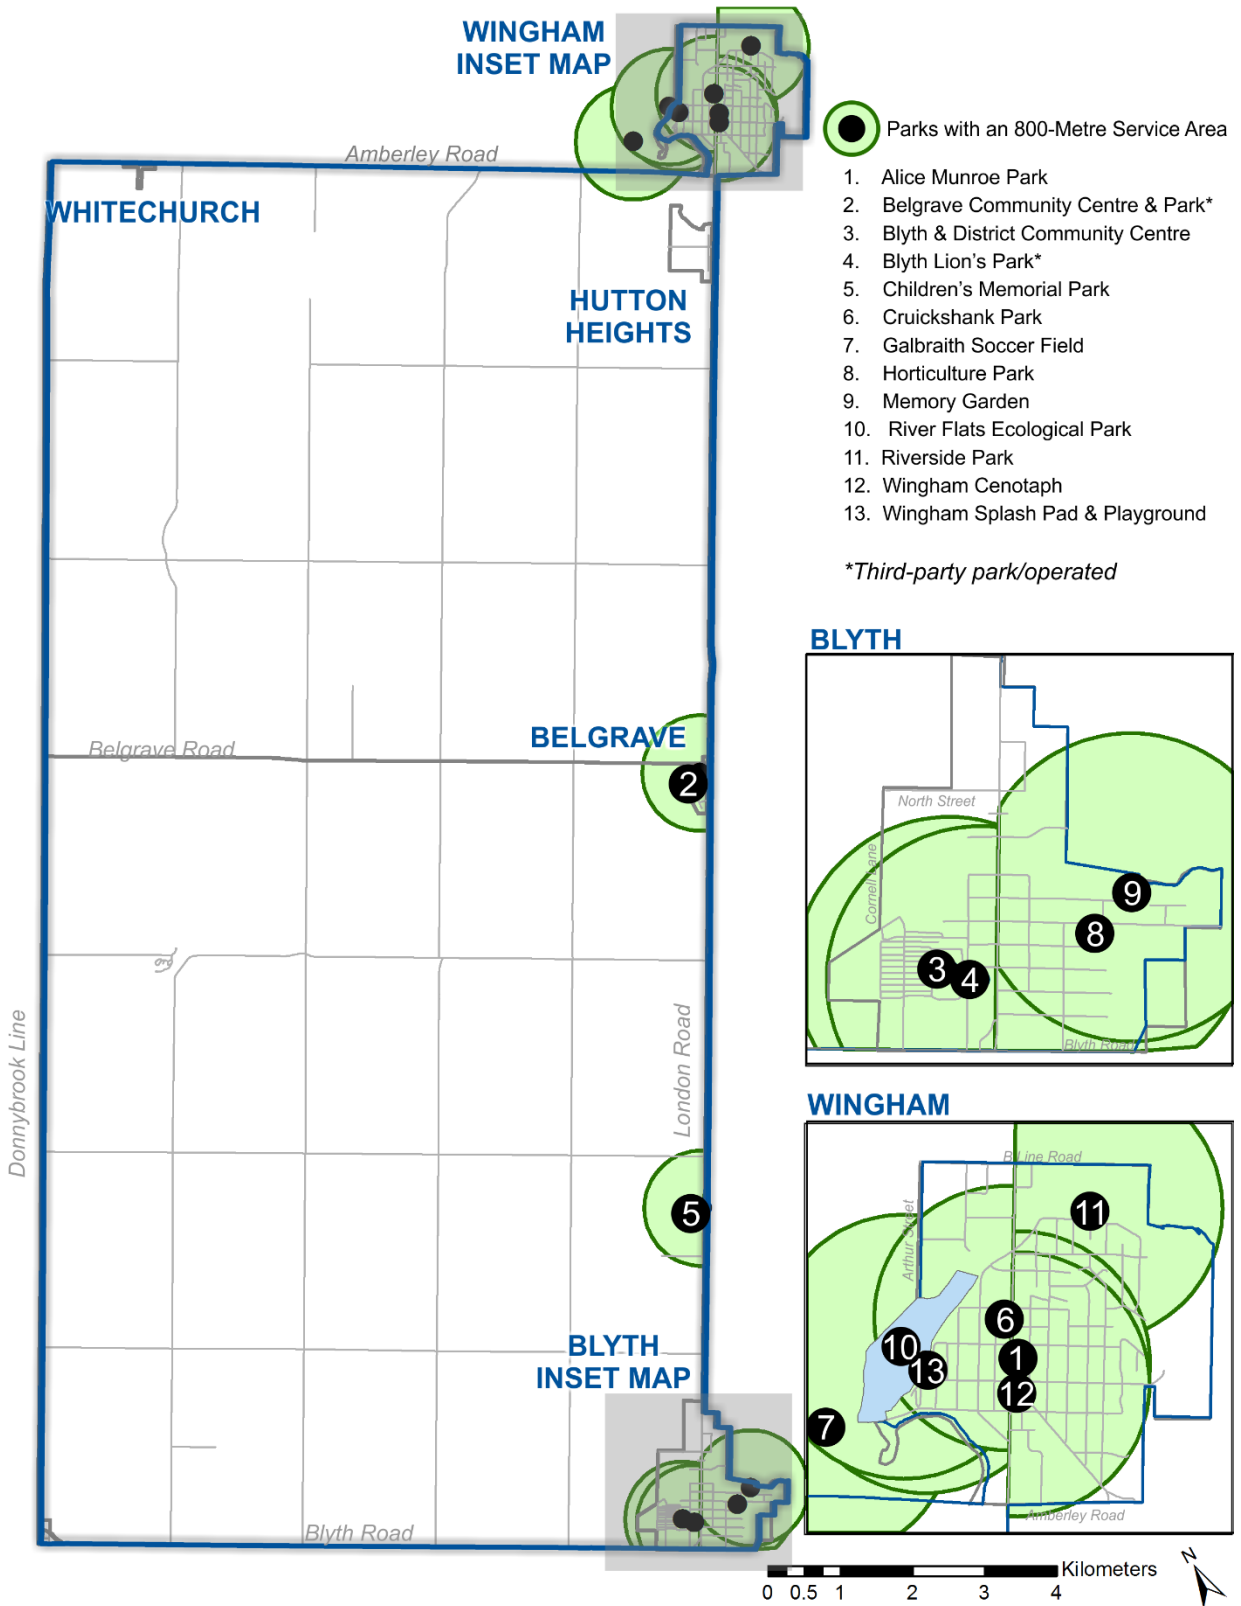 WINGHAM
INSET MAP
Amberley Road
WHITECHURCH
HUTTON
HEIGHTS
BELGRAVE
Belgrave Road
2
Donnybrook Line
London Road
5
BLYTH
INSET MAP
Blyth Road
Parks with an 800-Metre Service Area
1. Alice Munroe Park
2. Belgrave Community Centre & Park*
3. Blyth & District Community Centre
4. Blyth Lion's Park*
5. Children's Memorial Park
6. Cruickshank Park
7. Galbraith Soccer Field
8. Horticulture Park
9. Memory Garden
10. River Flats Ecological Park
11. Riverside Park
12. Wingham Cenotaph
13. Wingham Splash Pad & Playground
*Third-party park/operated
BLYTH
North Street
Cornell Lane
9
8
3
4
Blyth Road
WINGHAM
B Line Road
Arthur Street
11
6
10
1
13
12
7
Amberley Road
Kilometers
0 0.5 1 2 3 4
N